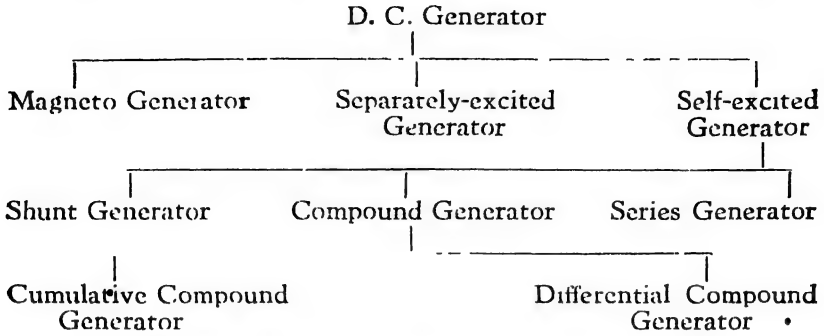 D. C. Generator
Magneto Generator Separately-excited Self-excited
Generator Generator
Shunt Generator Compound Generator Series Generator
Cumulative Compound Differential Compound
Generator Generator